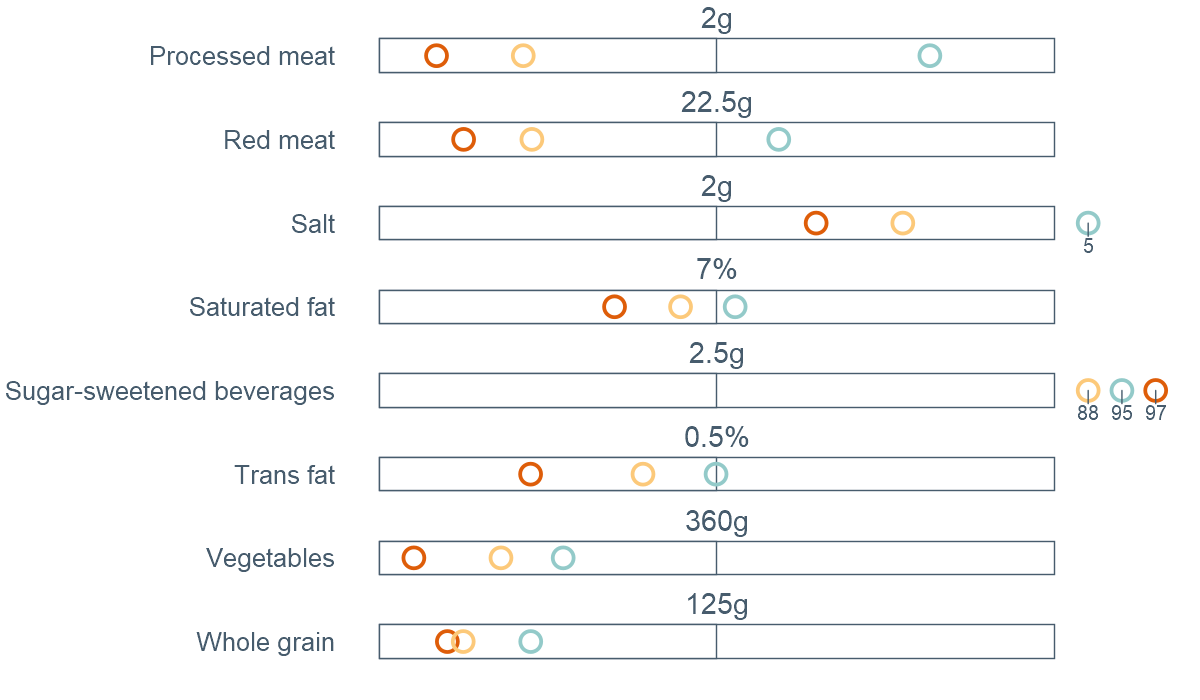 2g
Processed meat
22.5g
Red meat
2g
Salt
5
7%
Saturated fat
2.5g
Sugar-sweetened beverages
88 95 97
0.5%
Trans fat
360g
Vegetables
125g
Whole grain